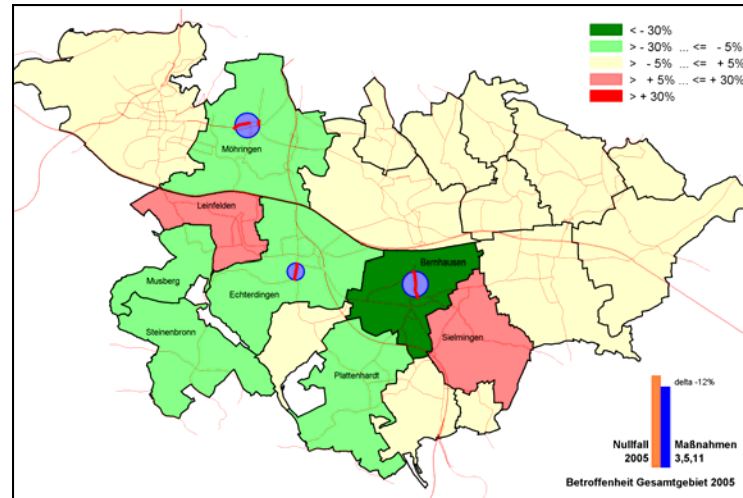 < - 30%
> - 30% ... <= - 5%
> - 5% ... <= + 5%
> + 5% ... <= + 30%
> + 30%
Möhringen
Leinfelden
Bernhausen
Musberg
Echterdingen
Steinenbronn
Sielmingen
Plattenhardt
delta -12%
Nullfall Maßnahmen
2005 3,5,11
Betroffenheit Gesamtgebiet 2005